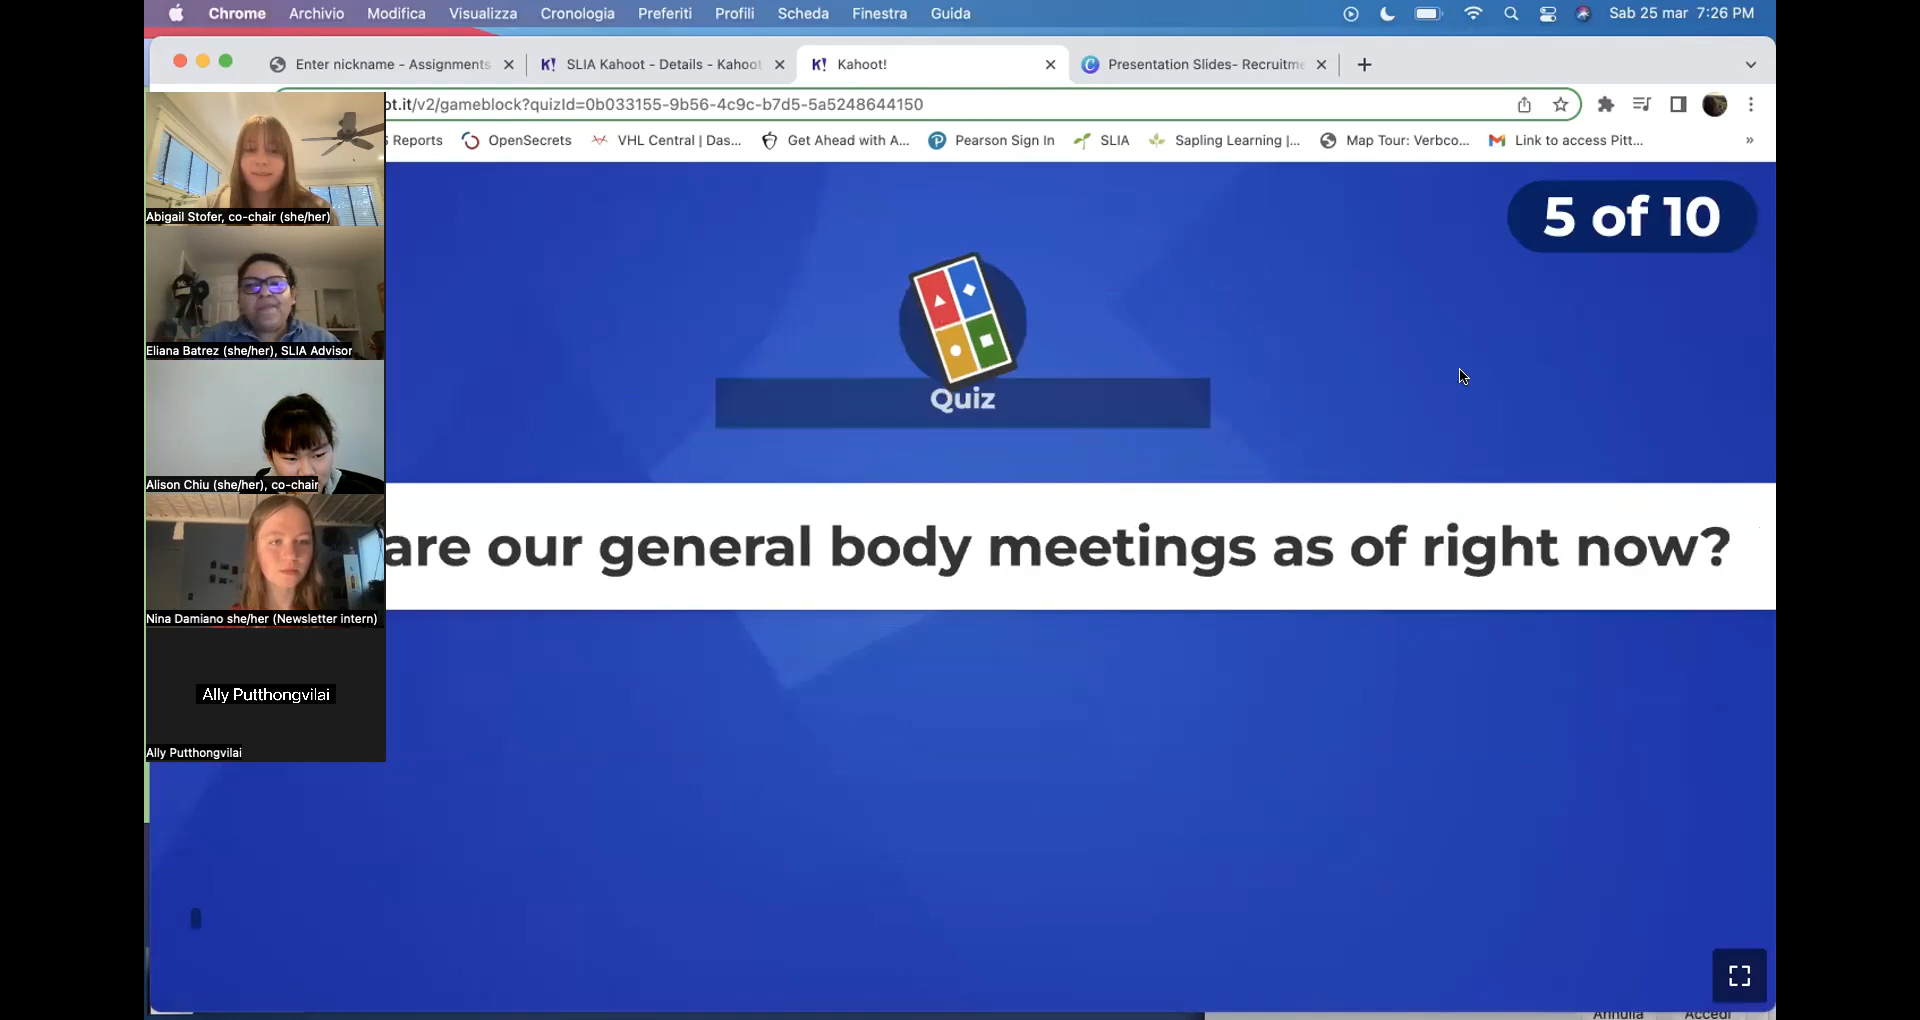 Chrome Archivio Modifica Visualizza Cronologia Preferiti Profili Scheda Finestra Guida Sab 25 mar 7:26 PM
Enter nickname - Assignments K! SLIA Kahoot - Details - Kahoot K! Kahoot! Presentation Slides- Recruitme
ot.it/v2/gameblock?quizId=0b033155-9b56-4c9c-b7d5-5a5248644150
Reports OpenSecrets VHL Central | Das... Get Ahead with A... Pearson Sign In SLIA Sapling Learning |... Map Tour: Verbco... Link to access Pitt... »
5 of 10
Abigail Stofer, co-chair (she/her)
Eliana Batrez (she/her), SLIA Advisor
Quiz
Alison Chiu (she/her), co-chair
are our general body meetings as of right now?
Nina Damiano she/her (Newsletter intern)
Ally Putthongvilai
Ally Putthongvilai
Annulla Accedi